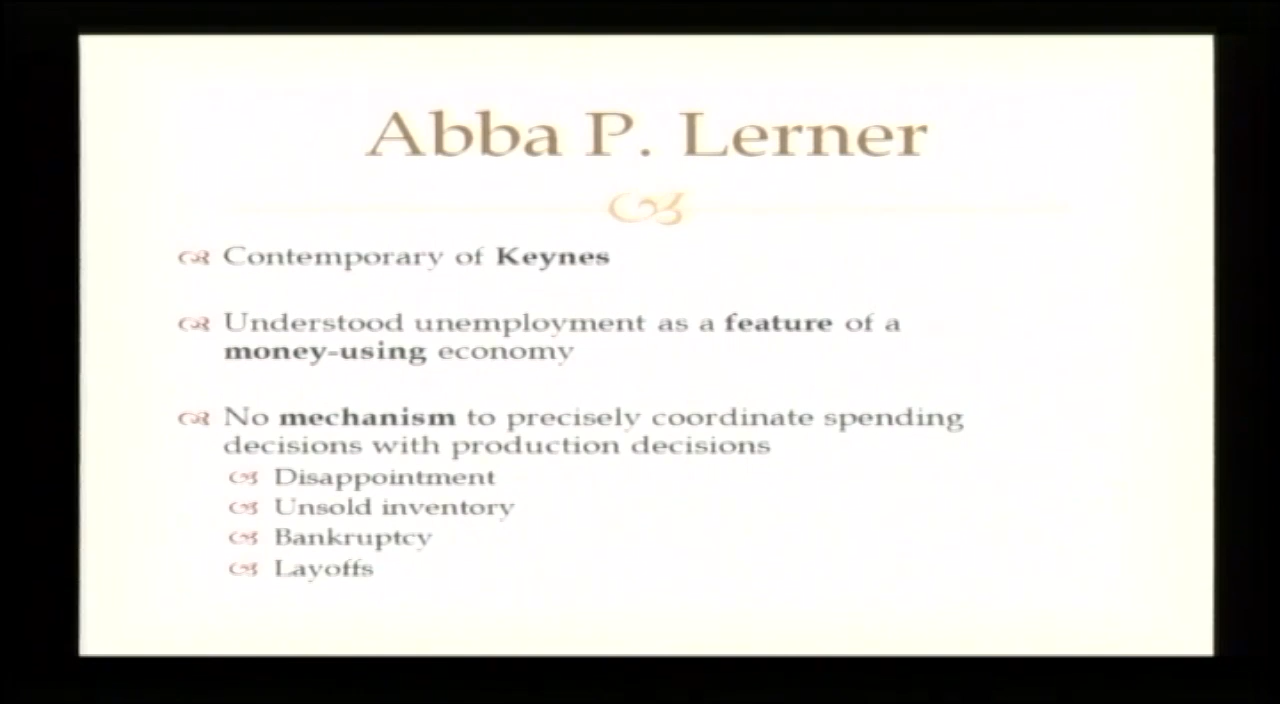 Abba P. Lerner
Contemporary of Keynes
Understood unemployment as a feature of a
money-using economy
No mechanism to precisely coordinate spending
decisions with production decisions
Disappointment
Unsold inventory
Bankruptcy
Layoffs